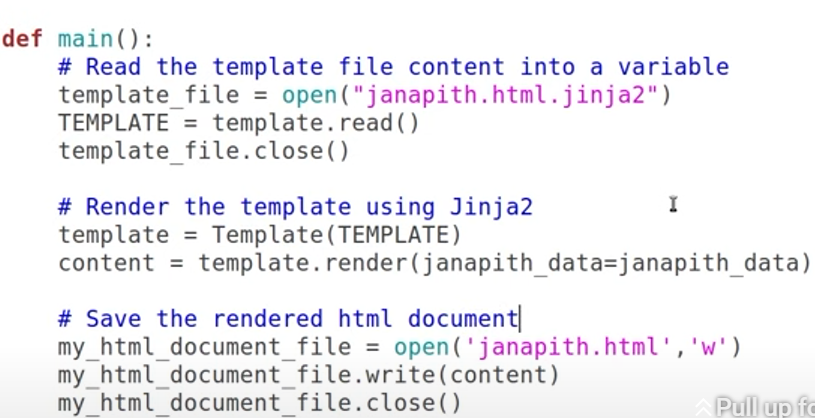 def main():
    # Read the template file content into a variable
    template_file = open("janapith.html.jinja2")
    TEMPLATE = template.read()
    template_file.close()

    # Render the template using Jinja2
    template = Template(TEMPLATE)
    content = template.render(janapith_data=janapith_data)

    # Save the rendered html document
    my_html_document_file = open('janapith.html','w')
    my_html_document_file.write(content)
    my_html_document_file.close()
Pull up fo